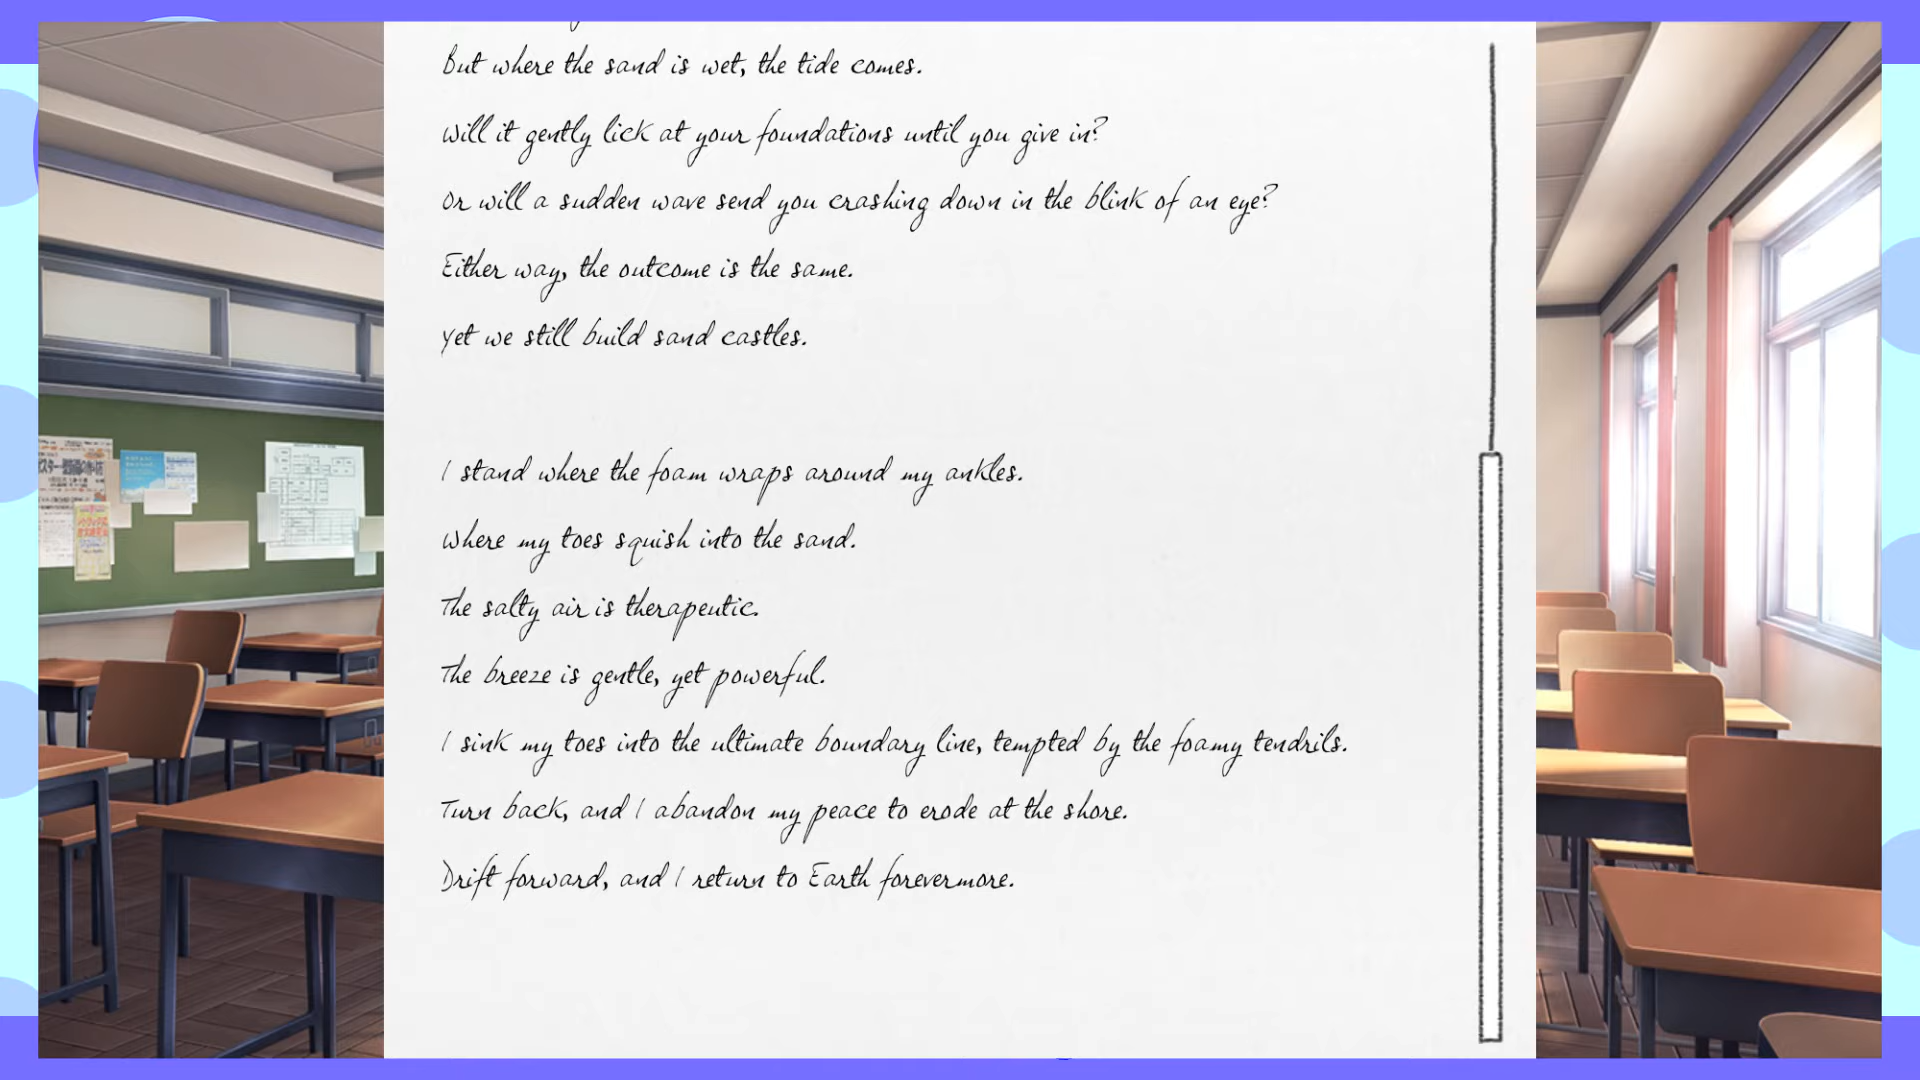 But where the sand is wet, the tide comes.
Will it gently lick at your foundations until you give in?
Or will a sudden wave send you crashing down in the blink of an eye?
Either way, the outcome is the same.
Yet we still build sand castles.
I stand where the foam wraps around my ankles.
Where my toes squish into the sand.
The salty air is therapeutic.
The breeze is gentle, yet powerful.
I sink my toes into the ultimate boundary line, tempted by the foamy tendrils.
Turn back, and I abandon my peace to erode at the shore.
Drift forward, and I return to Earth forevermore.